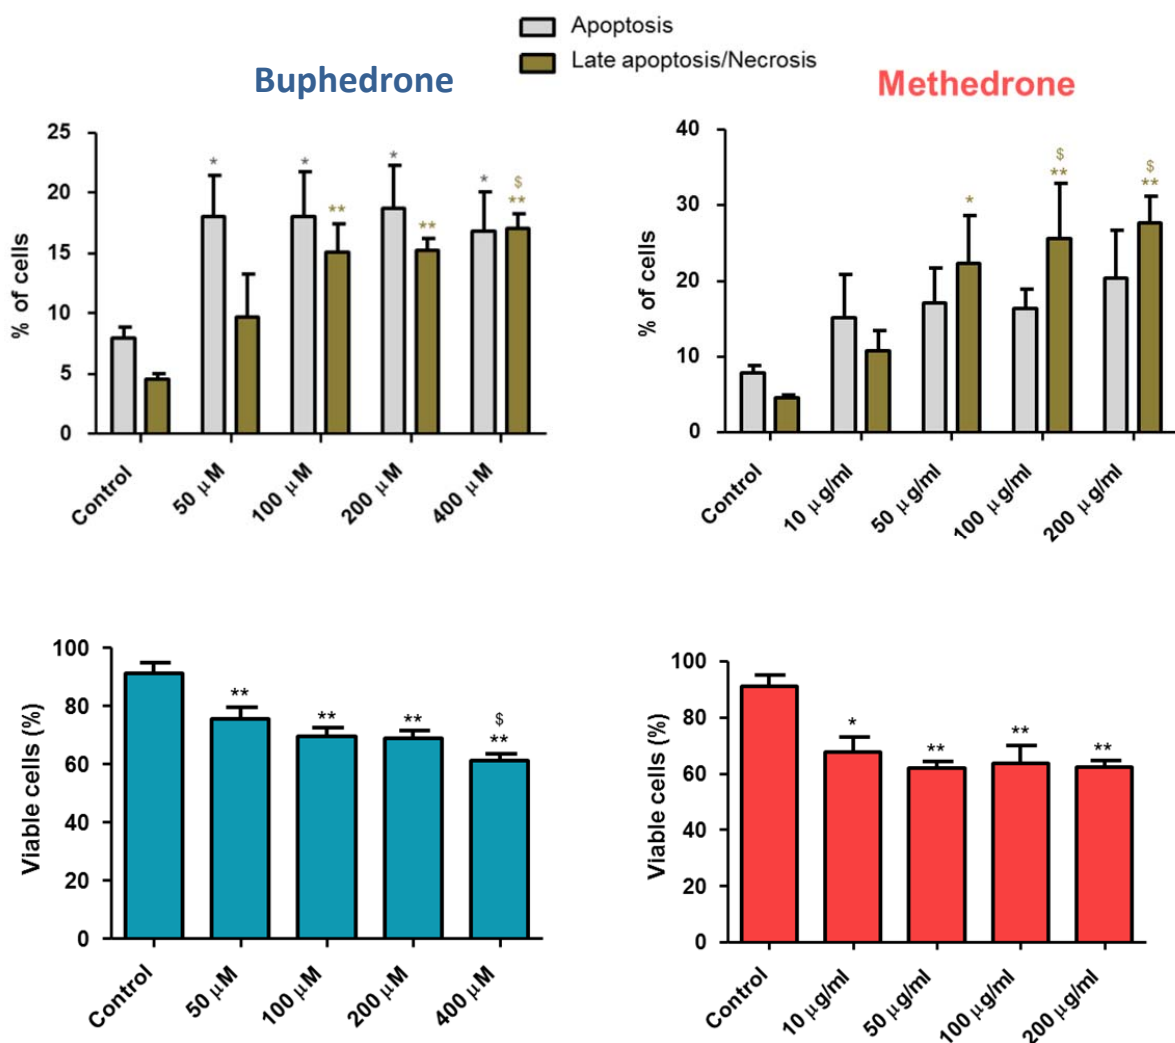 Apoptosis
Late apoptosis/Necrosis
Buphedrone
% of cells
25
20
15
10
5
0
*
*
**
*
**
*
$
**
Control
50 μM
100 μM
200 μM
400 μM
Methedrone
% of cells
40
30
20
10
0
*
$
**
$
**
Control
10 μg/ml
50 μg/ml
100 μg/ml
200 μg/ml
Viable cells (%)
100
80
60
40
20
0
**
**
**
$
**
Control
50 μM
100 μM
200 μM
400 μM
Viable cells (%)
100
80
60
40
20
0
*
**
**
**
Control
10 μg/ml
50 μg/ml
100 μg/ml
200 μg/ml